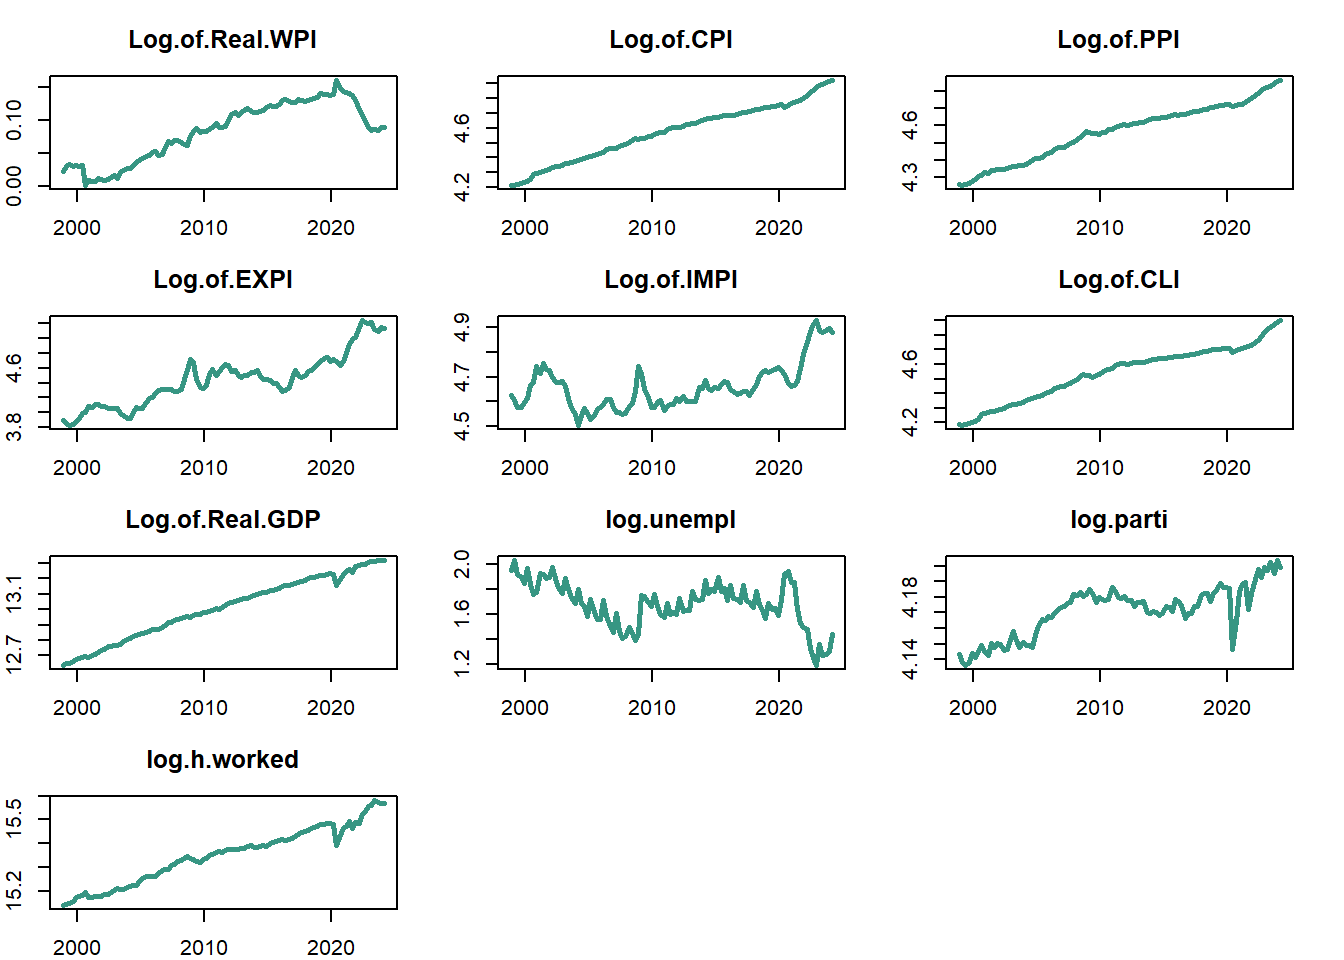 Log.of.Real.WPI
0.10
0.00
2000 2010 2020
Log.of.CPI
4.6
4.2
2000 2010 2020
Log.of.PPI
4.6
4.3
2000 2010 2020
Log.of.EXPI
4.6
3.8
2000 2010 2020
Log.of.IMPI
4.9
4.7
4.5
2000 2010 2020
Log.of.CLI
4.6
4.2
2000 2010 2020
Log.of.Real.GDP
13.1
12.7
2000 2010 2020
log.unempl
2.0
1.6
1.2
2000 2010 2020
log.parti
4.18
4.14
2000 2010 2020
log.h.worked
15.5
15.2
2000 2010 2020